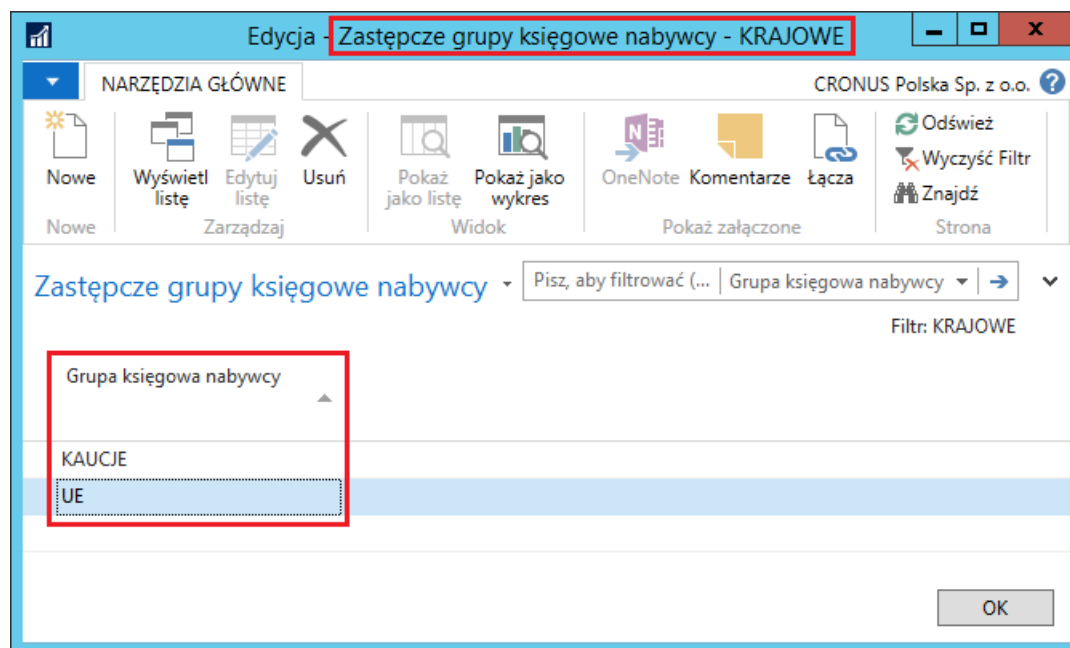 Edycja - Zastępcze grupy księgowe nabywcy - KRAJOWE
NARZĘDZIA GŁÓWNE
CRONUS Polska Sp. z o.o.
Nowe
Wyświetl listę
Edytuj listę
Usuń
Pokaż jako listę
Pokaż jako wykres
OneNote
Komentarze
Łącza
Odśwież
Wyczyść Filtr
Znajdź
Nowe
Zarządzaj
Widok
Pokaż załączone
Strona
Zastępcze grupy księgowe nabywcy
Pisz, aby filtrować (...
Grupa księgowa nabywcy
Filtr: KRAJOWE
Grupa księgowa nabywcy
KAUCJE
UE
OK